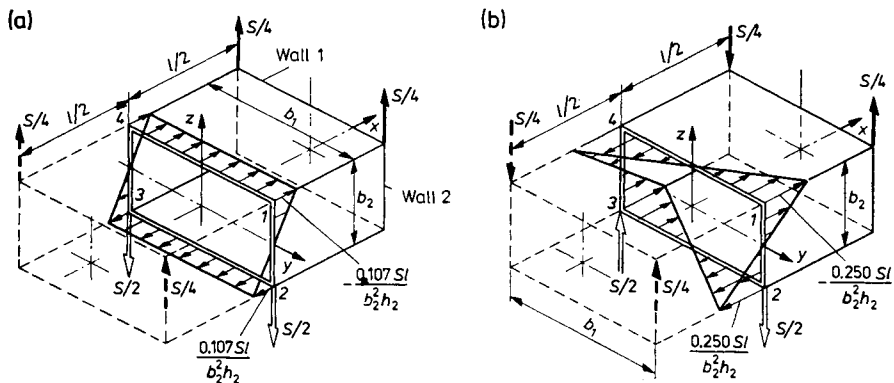 (a)
S/4
Wall 1
l/2
l/2
S/4
S/4
4
z
b₁
x
3
1
b₂
Wall 2
y
S/2
S/4
2
S/2
-0.107 Sl / b₂²h₂
0.107 Sl / b₂²h₂
(b)
S/4
l/2
l/2
S/4
S/4
4
z
x
3
1
b₂
y
S/2
S/4
2
b₁
S/2
-0.250 Sl / b₂²h₂
0.250 Sl / b₂²h₂